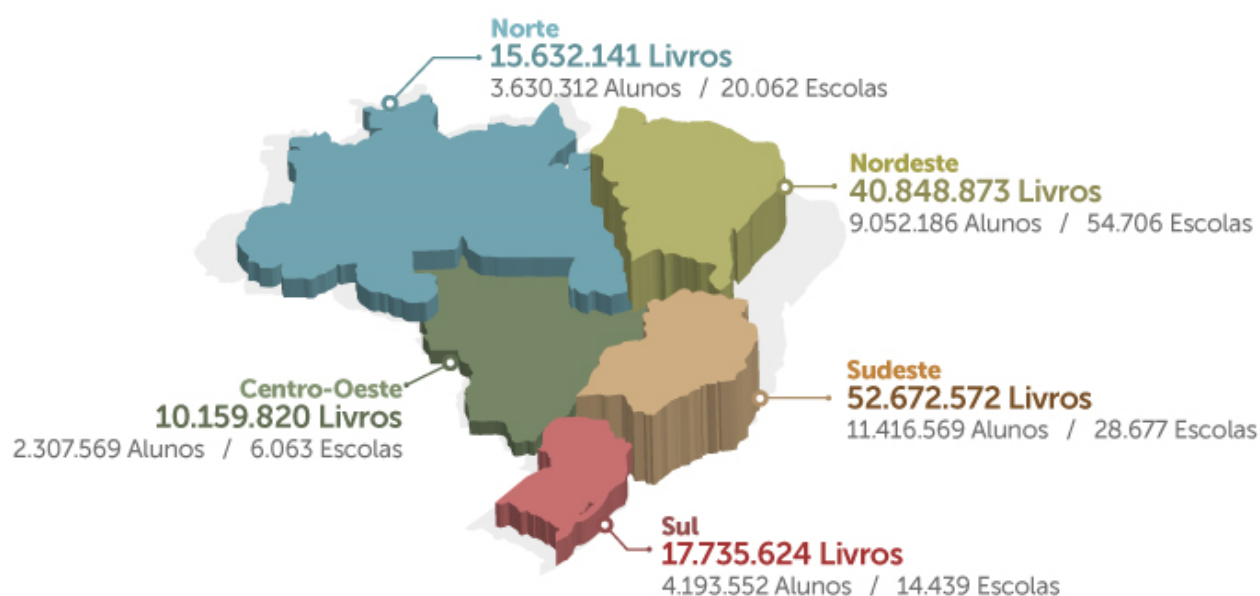 Norte
15.632.141 Livros
3.630.312 Alunos / 20.062 Escolas
Nordeste
40.848.873 Livros
9.052.186 Alunos / 54.706 Escolas
Centro-Oeste
10.159.820 Livros
2.307.569 Alunos / 6.063 Escolas
Sudeste
52.672.572 Livros
11.416.569 Alunos / 28.677 Escolas
Sul
17.735.624 Livros
4.193.552 Alunos / 14.439 Escolas